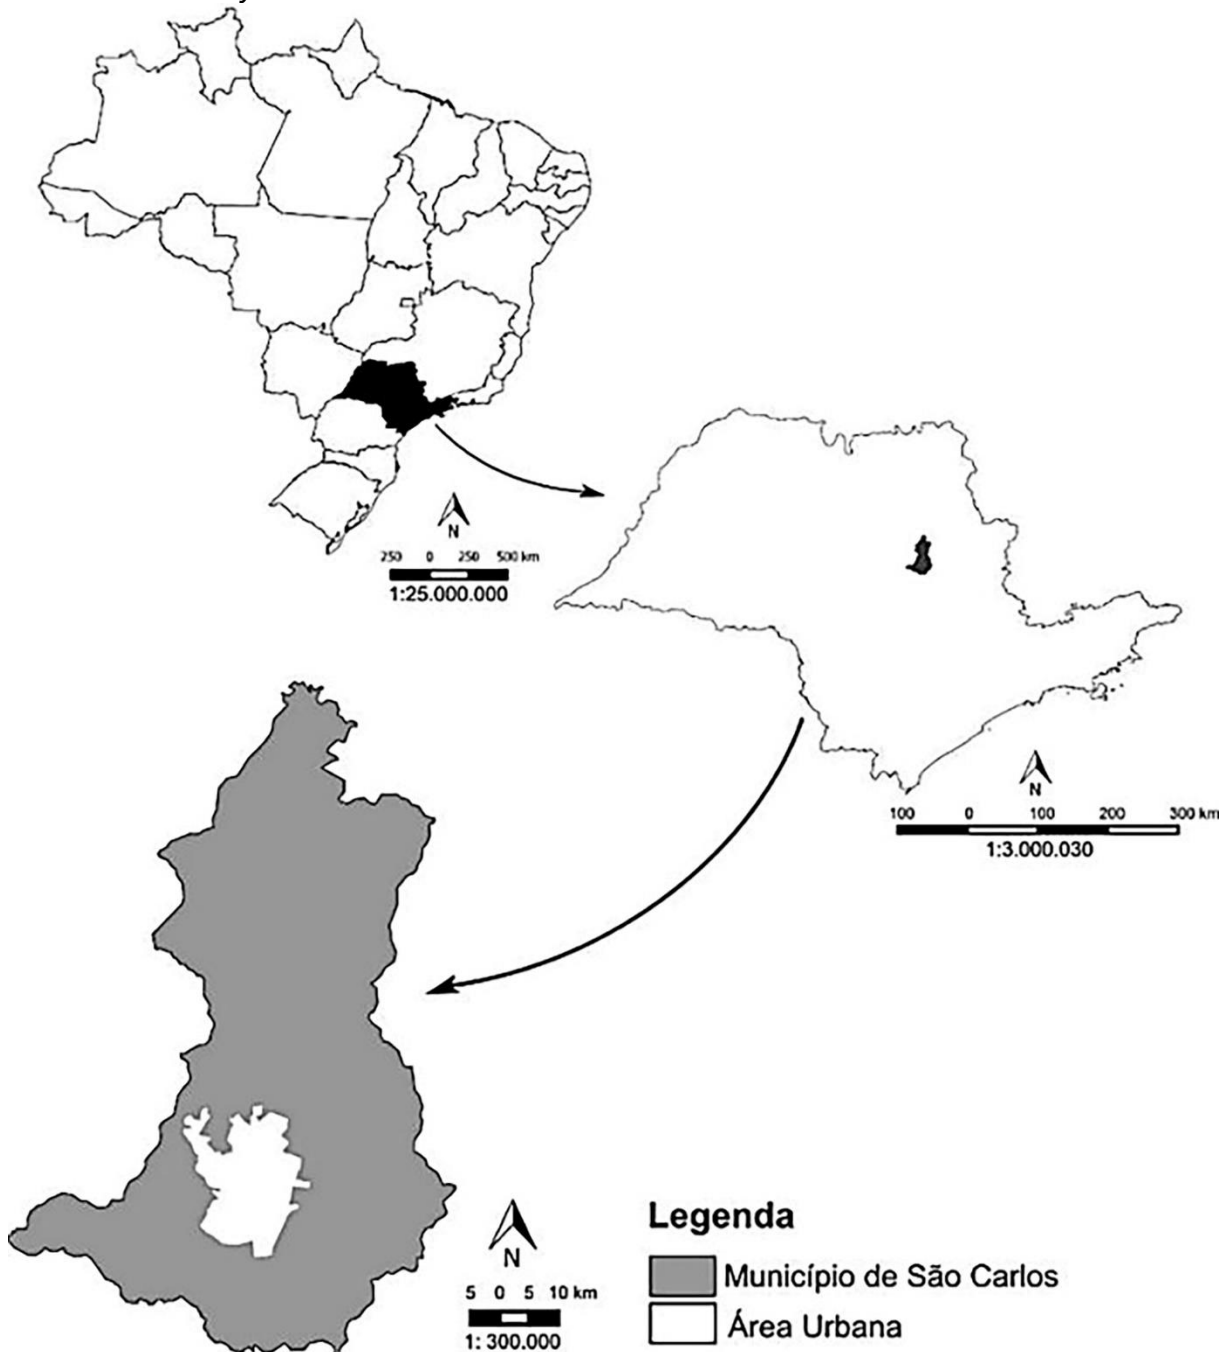 N
250 0 250 500 km
1:25.000.000
N
100 0 100 200 300 km
1:3.000.030
N
5 0 5 10 km
1: 300.000
Legenda
Município de São Carlos
Área Urbana